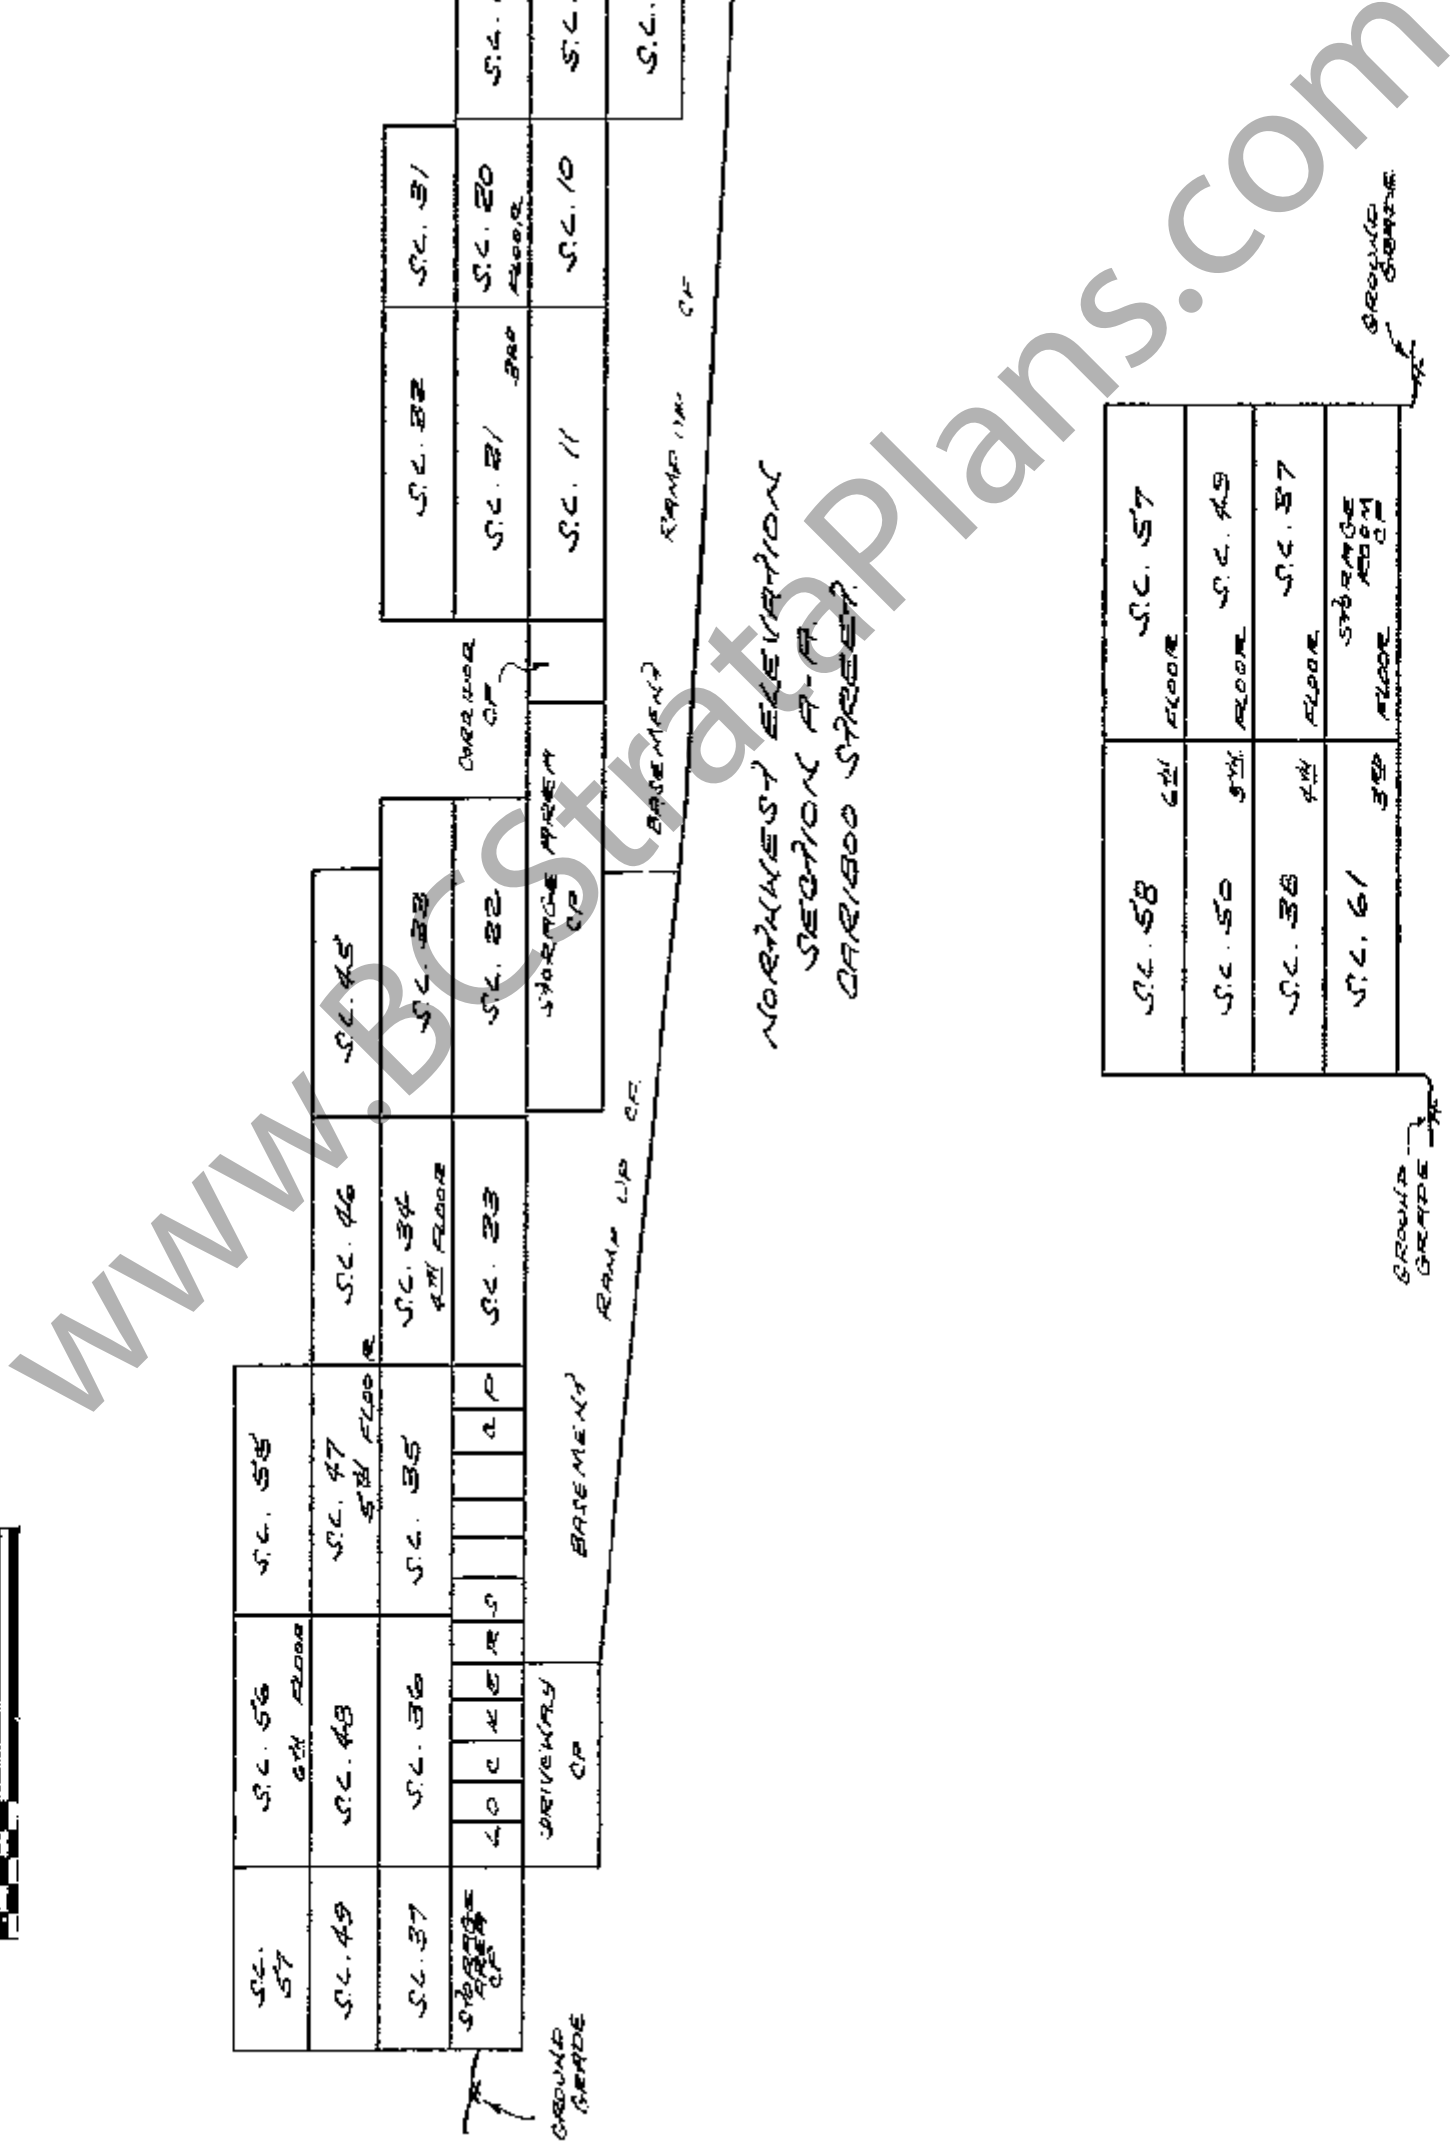 S.L. 57
S.L. 56
6TH FLOOR
S.L. 55
S.L. 49
S.L. 48
S.L. 47
5TH FLOOR
S.L. 46
S.L. 45
S.L. 37
S.L. 36
S.L. 35
S.L. 34
4TH FLOOR
S.L. 33
S.L. 32
S.L. 31
STORAGE
AREA
CP
LOCKERS
CP
S.L. 23
S.L. 22
S.L. 21
3RD FLOOR
S.L. 20
S.L.
GROUND
GRADE
DRIVEWAY
CP
BASEMENT
STORAGE AREA
CP
CORRIDOR
CP
S.L. 11
S.L. 10
S.L.
RAMP UP CP.
BASEMENT
RAMP CP
S.L.
NORTHWEST ELEVATION
SECTION A-A
CARIBOO STREET.
S.L. 58
6TH FLOOR
S.L. 57
S.L. 50
5TH FLOOR
S.L. 49
S.L. 38
4TH FLOOR
S.L. 37
S.L. 61
3RD FLOOR
STORAGE
ROOM
CP
GROUND
GRADE
GROUND
GRADE
www.BCStrataPlans.com